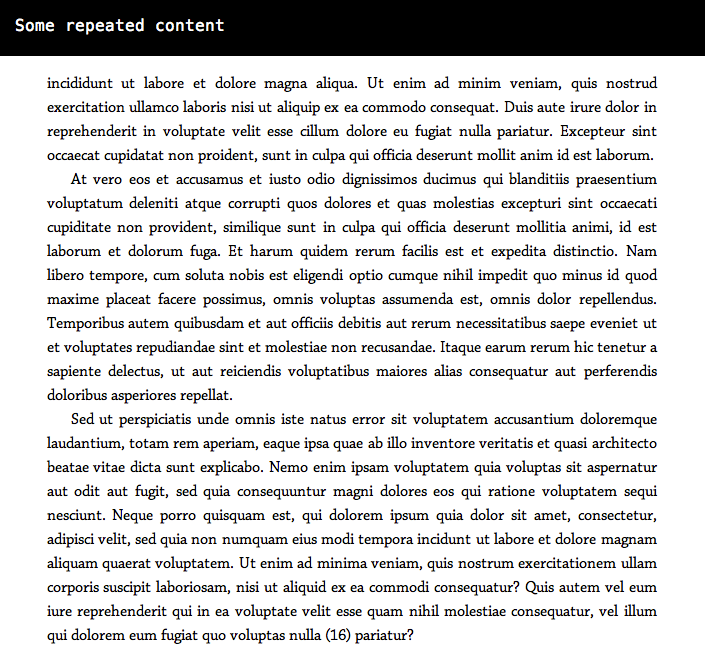 Some repeated content
incididunt ut labore et dolore magna aliqua. Ut enim ad minim veniam, quis nostrud
exercitation ullamco laboris nisi ut aliquip ex ea commodo consequat. Duis aute irure dolor in
reprehenderit in voluptate velit esse cillum dolore eu fugiat nulla pariatur. Excepteur sint
occaecat cupidatat non proident, sunt in culpa qui officia deserunt mollit anim id est laborum.
At vero eos et accusamus et iusto odio dignissimos ducimus qui blanditiis praesentium
voluptatum deleniti atque corrupti quos dolores et quas molestias excepturi sint occaecati
cupiditate non provident, similique sunt in culpa qui officia deserunt mollitia animi, id est
laborum et dolorum fuga. Et harum quidem rerum facilis est et expedita distinctio. Nam
libero tempore, cum soluta nobis est eligendi optio cumque nihil impedit quo minus id quod
maxime placeat facere possimus, omnis voluptas assumenda est, omnis dolor repellendus.
Temporibus autem quibusdam et aut officiis debitis aut rerum necessitatibus saepe eveniet ut
et voluptates repudiandae sint et molestiae non recusandae. Itaque earum rerum hic tenetur a
sapiente delectus, ut aut reiciendis voluptatibus maiores alias consequatur aut perferendis
doloribus asperiores repellat.
Sed ut perspiciatis unde omnis iste natus error sit voluptatem accusantium doloremque
laudantium, totam rem aperiam, eaque ipsa quae ab illo inventore veritatis et quasi architecto
beatae vitae dicta sunt explicabo. Nemo enim ipsam voluptatem quia voluptas sit aspernatur
aut odit aut fugit, sed quia consequuntur magni dolores eos qui ratione voluptatem sequi
nesciunt. Neque porro quisquam est, qui dolorem ipsum quia dolor sit amet, consectetur,
adipisci velit, sed quia non numquam eius modi tempora incidunt ut labore et dolore magnam
aliquam quaerat voluptatem. Ut enim ad minima veniam, quis nostrum exercitationem ullam
corporis suscipit laboriosam, nisi ut aliquid ex ea commodi consequatur? Quis autem vel eum
iure reprehenderit qui in ea voluptate velit esse quam nihil molestiae consequatur, vel illum
qui dolorem eum fugiat quo voluptas nulla (16) pariatur?